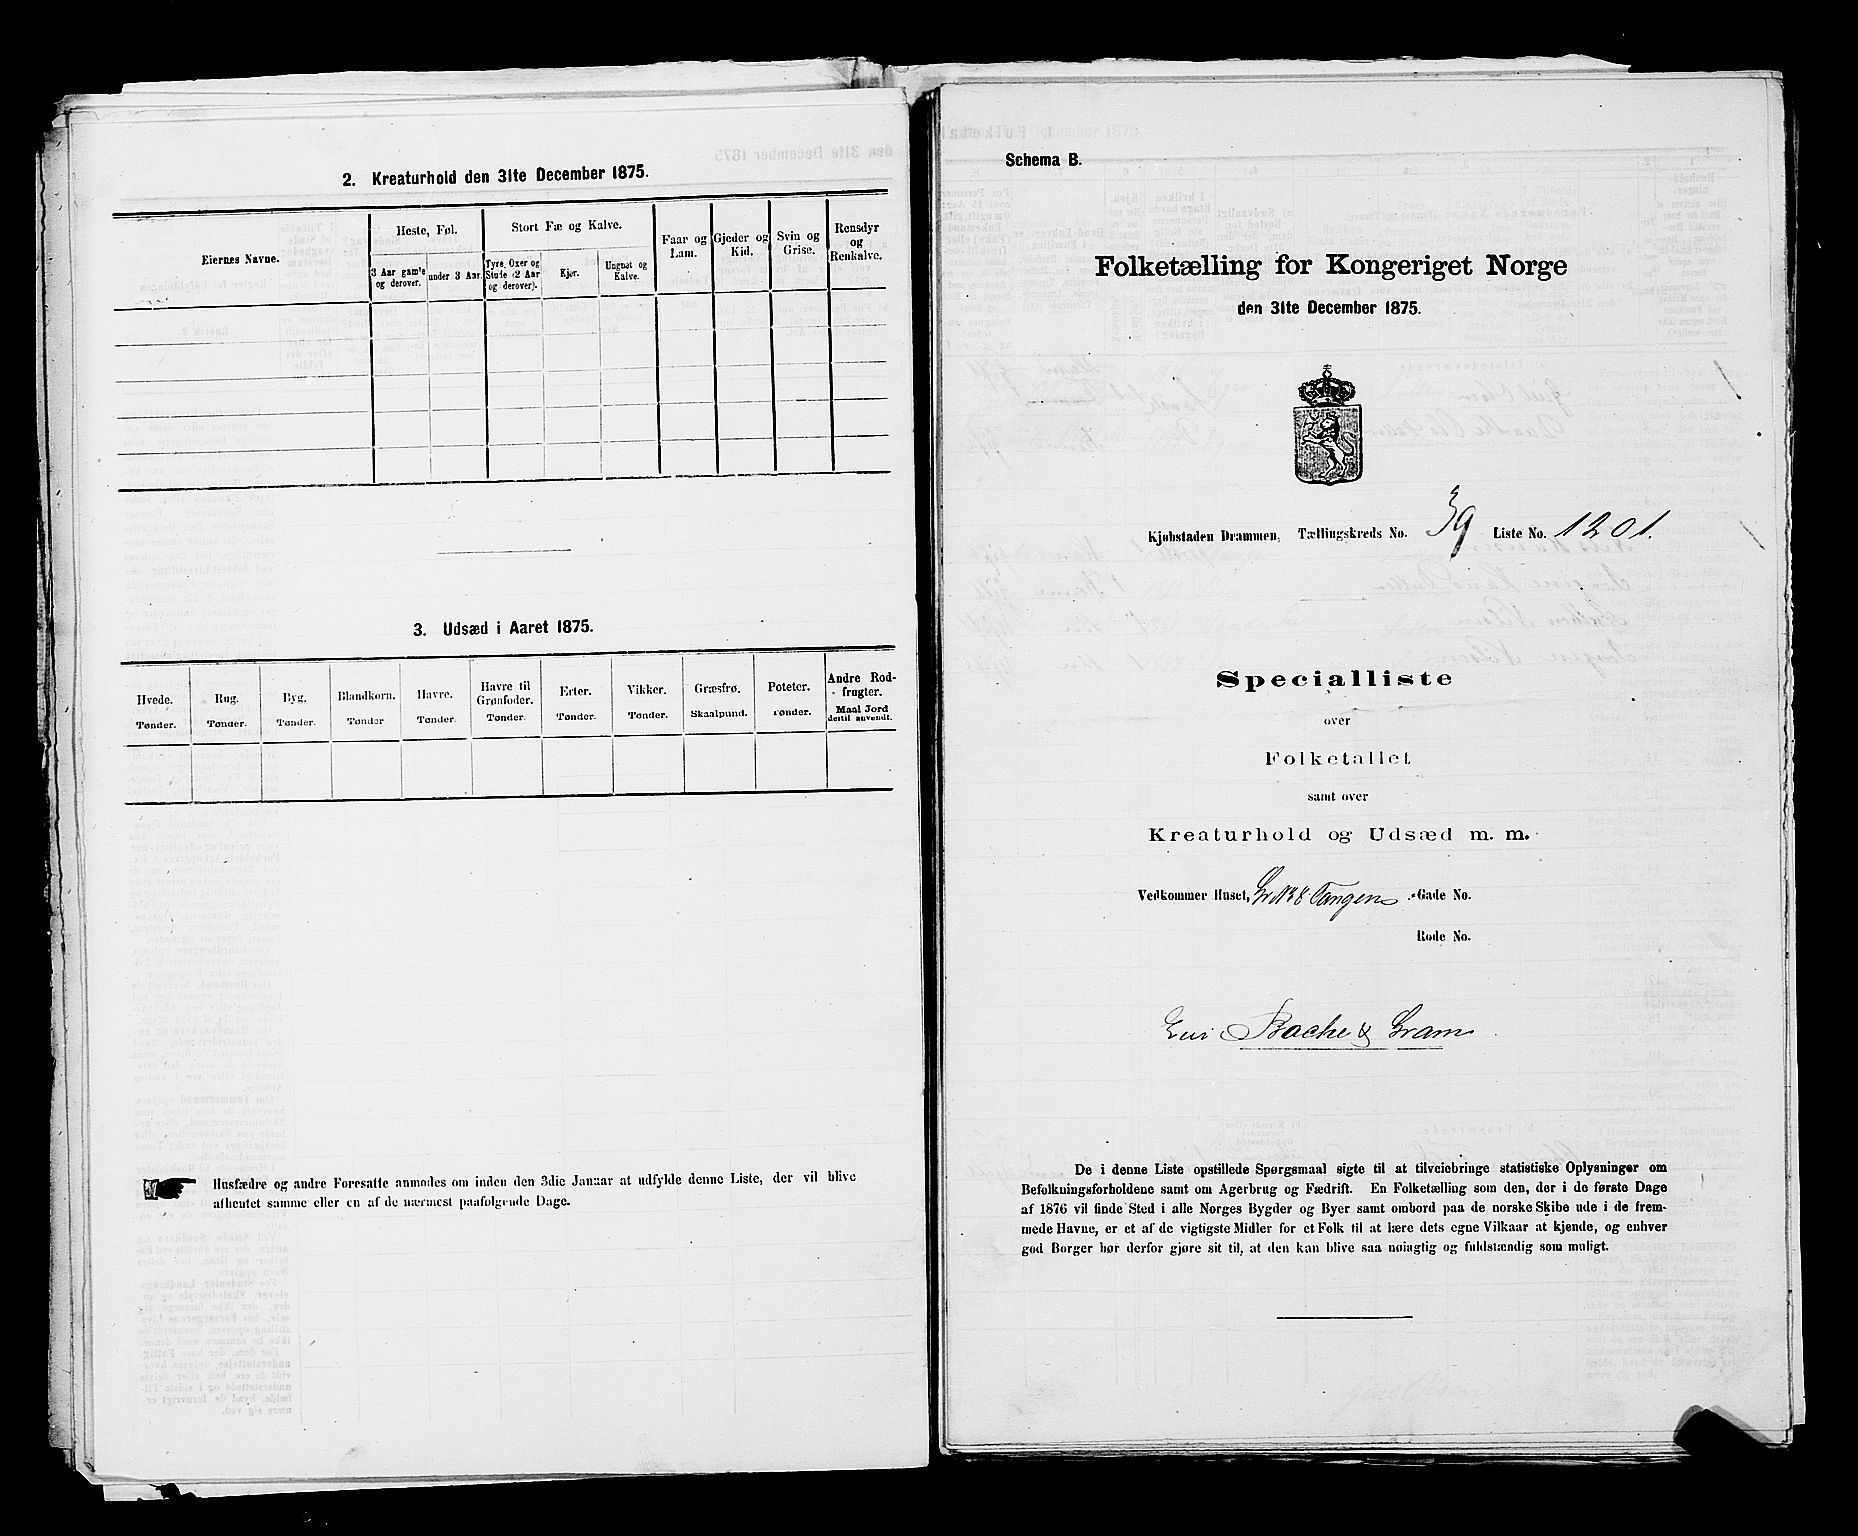 2. Kreaturhold den 31te December 1875.
Eiernes Navne.
Heste, Føl.
3 Aar gamle og derover.
under 3 Aar.
Stort Fæ og Kalve.
Tyre, Oxer og Stude (2 Aar og derover).
Kjør.
Ungnøt og Kalve.
Faar og Lam.
Gjeder og Kid.
Svin og Grise.
Rensdyr og Renkalve.
3. Udsæd i Aaret 1875.
Hvede. Rug. Byg. Blandkorn. Havre. Havre til Grønfoder. Erter. Vikker. Græsfrø. Poteter. Andre Rodfrugter.
Tønder. Tønder. Tønder. Tønder Tønder. Tønder. Tønder. Tønder. Skaalpund. Tønder. Maal Jord dertil anvendt.
Husfædre og andre Foresatte anmodes om inden den 3die Januar at udfylde denne Liste, der vil blive
afhentet samme eller en af de nærmest paafølgende Dage.
Schema B.
Folketælling for Kongeriget Norge
den 31te December 1875.
Kjøbstaden Drammen, Tællingskreds No. 39 Liste No. 1201.
Specialliste
over
Folketallet
samt over
Kreaturhold og Udsæd m. m.
Vedkommer Huset, Tangen Gade No.
Rode No.
Bache & Gram
De i denne Liste opstillede Spørgsmaal sigte til at tilveiebringe statistiske Oplysninger om
Befolkningsforholdene samt om Agerbrug og Fædrift. En Folketælling som den, der i de første Dage
af 1876 vil finde Sted i alle Norges Bygder og Byer samt ombord paa de norske Skibe ude i de frem-
mede Havne, er et af de vigtigste Midler for et Folk til at lære dets egne Vilkaar at kjende, og enhver
god Borger bør derfor gjøre sit til, at den kan blive saa nøiagtig og fuldstændig som muligt.